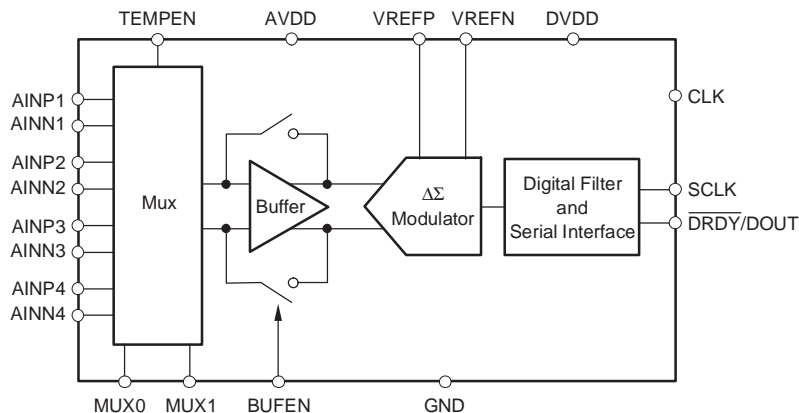 TEMPEN
AVDD
VREFP
VREFN
DVDD
AINP1
AINN1
AINP2
AINN2
AINP3
AINN3
AINP4
AINN4
Mux
Buffer
ΔΣ
Modulator
Digital Filter
and
Serial Interface
CLK
SCLK
D̅R̅D̅Y̅/DOUT
MUX0
MUX1
BUFEN
GND